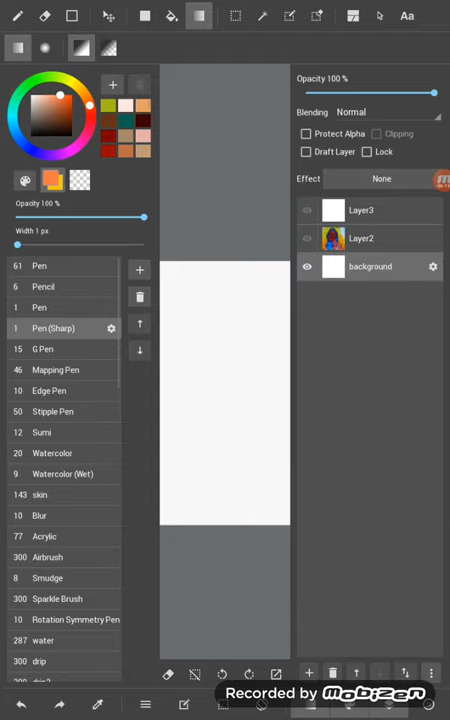 Aa
Opacity 100 %
Blending Normal
Protect Alpha Clipping
Draft Layer Lock
Effect None
Layer3
Layer2
background
Opacity 100 %
Width 1 px
61 Pen
6 Pencil
1 Pen
1 Pen (Sharp)
15 G Pen
46 Mapping Pen
10 Edge Pen
50 Stipple Pen
12 Sumi
20 Watercolor
9 Watercolor (Wet)
143 skin
10 Blur
77 Acrylic
300 Airbrush
8 Smudge
300 Sparkle Brush
10 Rotation Symmetry Pen
287 water
300 drip
Recorded by Mobizen